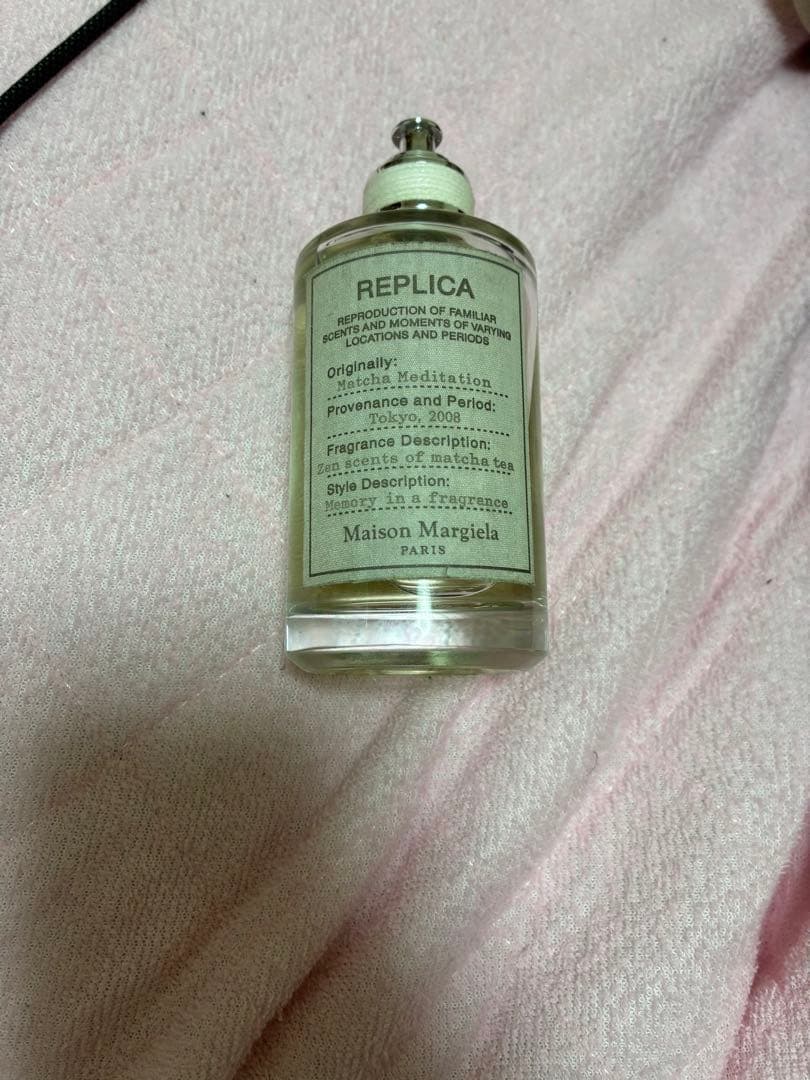 REPLICA
REPRODUCTION OF FAMILIAR
SCENTS AND MOMENTS OF VARYING
LOCATIONS AND PERIODS
Originally:
Matcha Meditation
Provenance and Period:
Tokyo, 2008
Fragrance Description:
Zen scents of matcha tea
Style Description:
Memory in a fragrance
Maison Margiela
PARIS